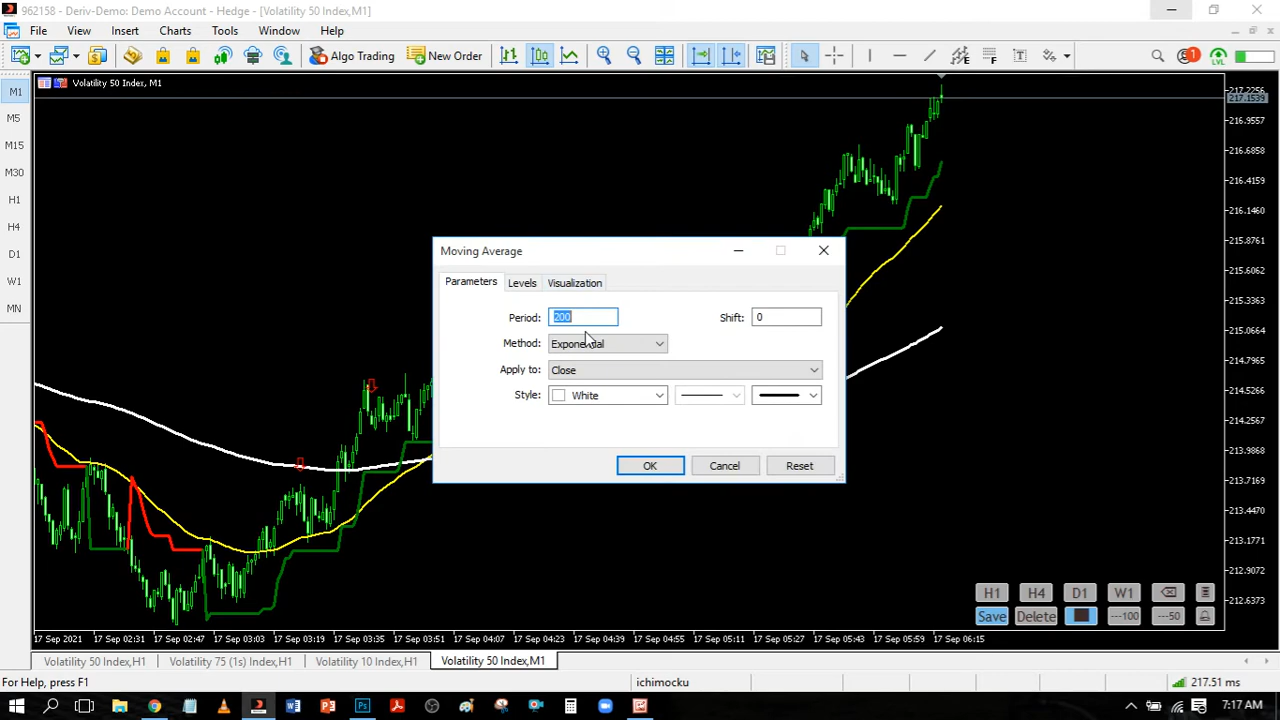 962158 - Deriv-Demo: Demo Account - Hedge - [Volatility 50 Index,M1]
File View Insert Charts Tools Window Help
Algo Trading New Order 1 LVL
Volatility 50 Index, M1
M1
M5
M15
M30
H1
H4
D1
W1
MN
217.2256
217.1539
216.9557
216.6858
216.4159
216.1460
215.8761
215.6062
215.3363
215.0664
214.7965
214.5266
214.2567
213.9868
213.7169
213.4470
213.1771
212.9072
212.6373
Moving Average
Parameters Levels Visualization
Period: 200 Shift: 0
Method: Exponential
Apply to: Close
Style: White
OK Cancel Reset
H1 H4 D1 W1
Save Delete ---100 ---50
17 Sep 2021 17 Sep 02:31 17 Sep 02:47 17 Sep 03:03 17 Sep 03:19 17 Sep 03:35 17 Sep 03:51 17 Sep 04:07 17 Sep 04:23 17 Sep 04:39 17 Sep 04:55 17 Sep 05:11 17 Sep 05:27 17 Sep 05:43 17 Sep 05:59 17 Sep 06:15
Volatility 50 Index,H1 Volatility 75 (1s) Index,H1 Volatility 10 Index,H1 Volatility 50 Index,M1
For Help, press F1 ichimocku 217.51 ms
7:17 AM